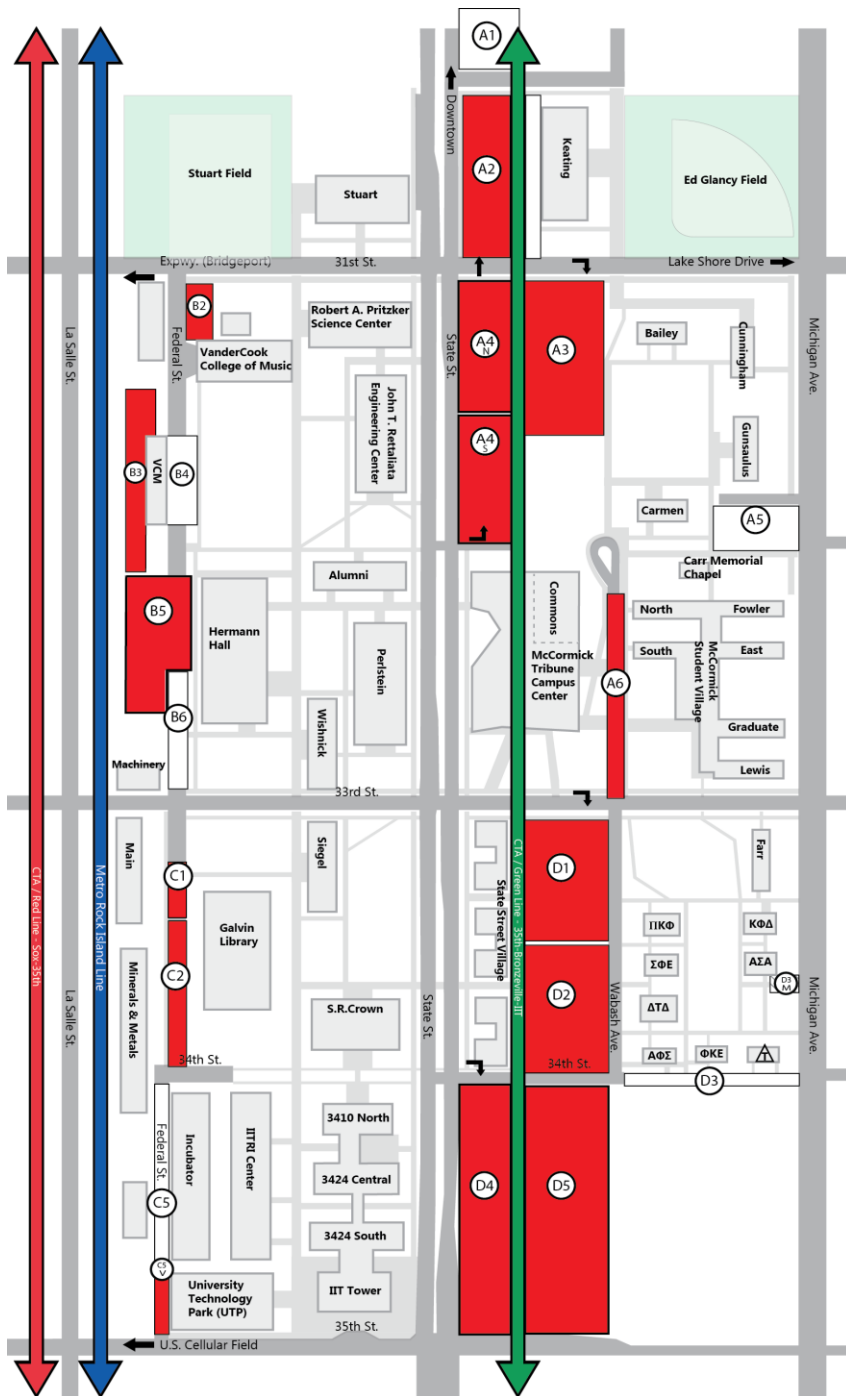 A1
Downtown
A2
Keating
Stuart Field
Stuart
Ed Glancy Field
Expwy. (Bridgeport)
31st St.
Lake Shore Drive
La Salle St.
Federal St.
B2
VanderCook
College of Music
Robert A. Pritzker
Science Center
State St.
A4
N
A3
Bailey
Cunningham
Michigan Ave.
John T. Rettaliata
Engineering Center
A4
S
Gunsaulus
B3
VCM
B4
Carmen
A5
Carr Memorial
Chapel
Alumni
B5
Hermann
Hall
Perlstein
Commons
McCormick
Tribune
Campus
Center
North
Fowler
South
East
McCormick
Student Village
A6
B6
Wishnick
Graduate
Machinery
Lewis
33rd St.
CTA / Red Line - Sox-35th
Metro Rock Island Line
CTA / Green Line - 35th-Bronzeville-IIT
Main
C1
Siegel
Galvin
Library
State Street Village
D1
Farr
ΠΚΦ
ΚΦΔ
C2
Minerals & Metals
ΣΦΕ
ΑΣΑ
D3
M
La Salle St.
S.R.Crown
State St.
D2
Wabash Ave.
ΔΤΔ
Michigan Ave.
ΑΦΣ
ΦΚΕ
T
34th St.
34th St.
D3
Federal St.
Incubator
IITRI Center
3410 North
3424 Central
D4
D5
C5
3424 South
C5
V
University
Technology
Park (UTP)
IIT Tower
35th St.
U.S. Cellular Field